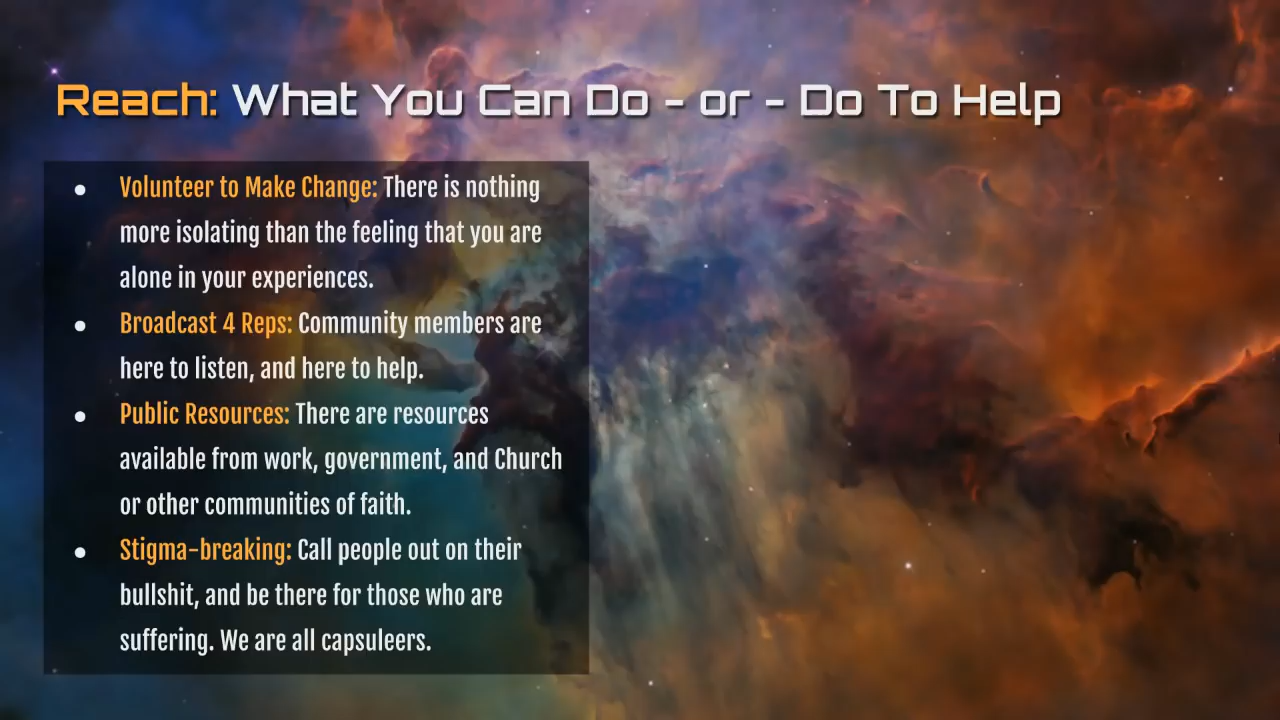 Reach: What You Can Do - or - Do To Help
● Volunteer to Make Change: There is nothing
more isolating than the feeling that you are
alone in your experiences.
● Broadcast 4 Reps: Community members are
here to listen, and here to help.
● Public Resources: There are resources
available from work, government, and Church
or other communities of faith.
● Stigma-breaking: Call people out on their
bullshit, and be there for those who are
suffering. We are all capsuleers.